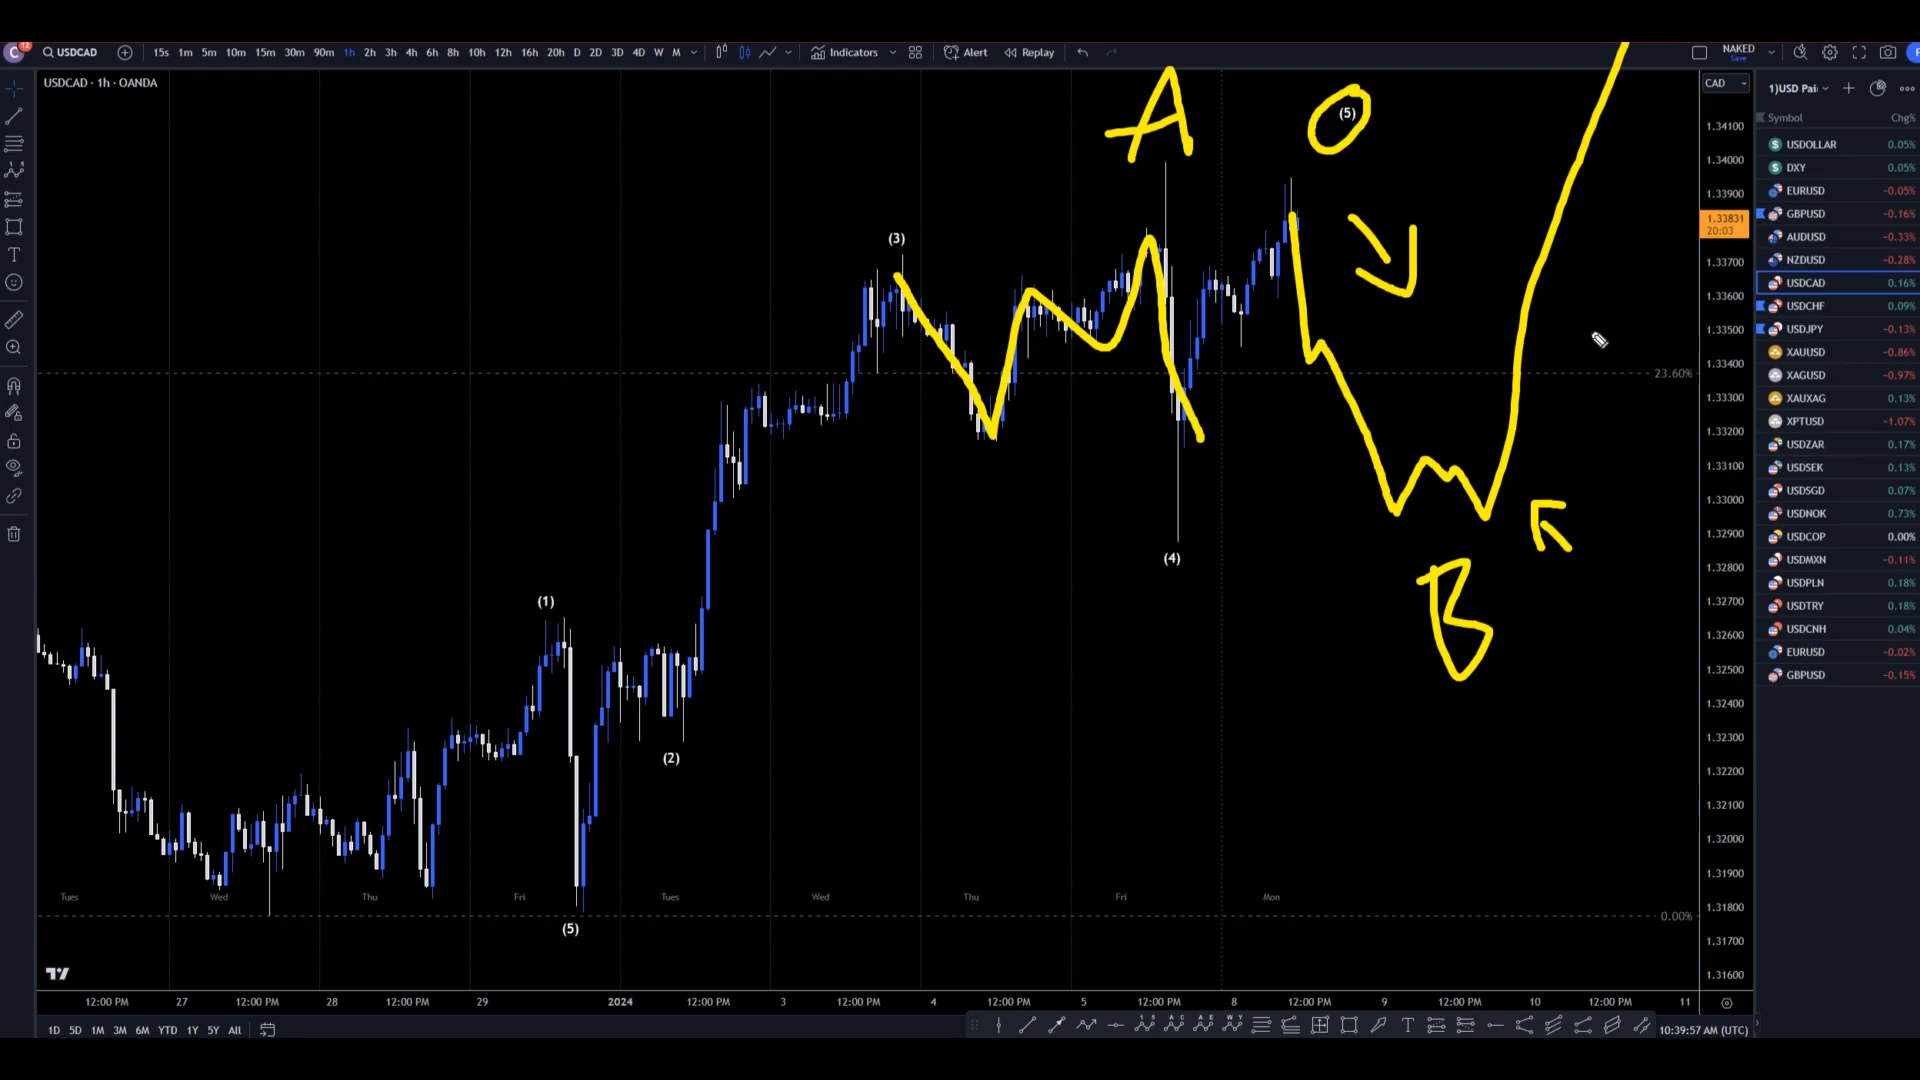 C 12 USDCAD 15s 1m 5m 10m 15m 30m 90m 1h 2h 3h 4h 6h 8h 10h 12h 16h 20h D 2D 3D 4D W M Indicators Alert Replay NAKED
Save
USDCAD · 1h · OANDA
CAD
1)USD Pai
Symbol Chg%
A
(5)
(3)
(4)
(1)
(2)
(5)
B
23.60%
0.00%
1.34100
1.34000
1.33900
1.33831
20:03
1.33700
1.33600
1.33500
1.33400
1.33300
1.33200
1.33100
1.33000
1.32900
1.32800
1.32700
1.32600
1.32500
1.32400
1.32300
1.32200
1.32100
1.32000
1.31900
1.31800
1.31700
1.31600
USDOLLAR 0.05%
DXY 0.05%
EURUSD −0.05%
GBPUSD −0.16%
AUDUSD −0.33%
NZDUSD −0.28%
USDCAD 0.16%
USDCHF 0.09%
USDJPY −0.13%
XAUUSD −0.86%
XAGUSD −0.97%
XAUXAG 0.13%
XPTUSD −1.07%
USDZAR 0.17%
USDSEK 0.13%
USDSGD 0.07%
USDNOK 0.73%
USDCOP 0.00%
USDMXN −0.11%
USDPLN 0.18%
USDTRY 0.18%
USDCNH 0.04%
EURUSD −0.02%
GBPUSD −0.15%
Tues Wed Thu Fri Tues Wed Thu Fri Mon
12:00 PM 27 12:00 PM 28 12:00 PM 29 2024 12:00 PM 3 12:00 PM 4 12:00 PM 5 12:00 PM 8 12:00 PM 9 12:00 PM 10 12:00 PM 11
1D 5D 1M 3M 6M YTD 1Y 5Y All
10:39:57 AM (UTC)